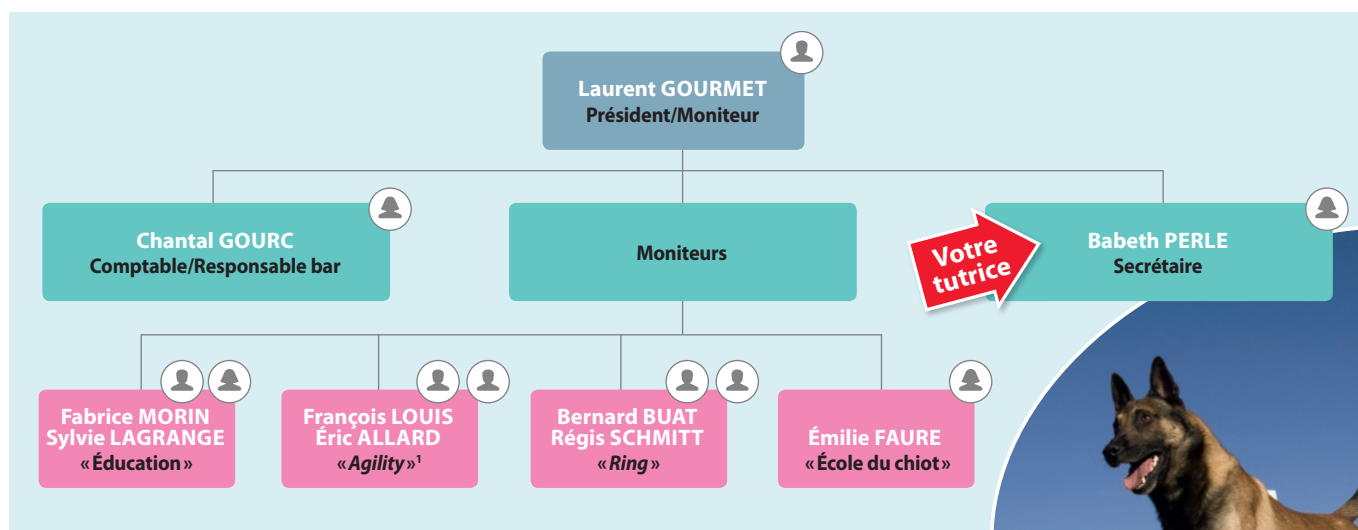 Laurent GOURMET
Président/Moniteur
Chantal GOURC
Comptable/Responsable bar
Moniteurs
Votre
tutrice
Babeth PERLE
Secrétaire
Fabrice MORIN
Sylvie LAGRANGE
« Éducation »
François LOUIS
Éric ALLARD
« Agility »¹
Bernard BUAT
Régis SCHMITT
« Ring »
Émilie FAURE
« École du chiot »